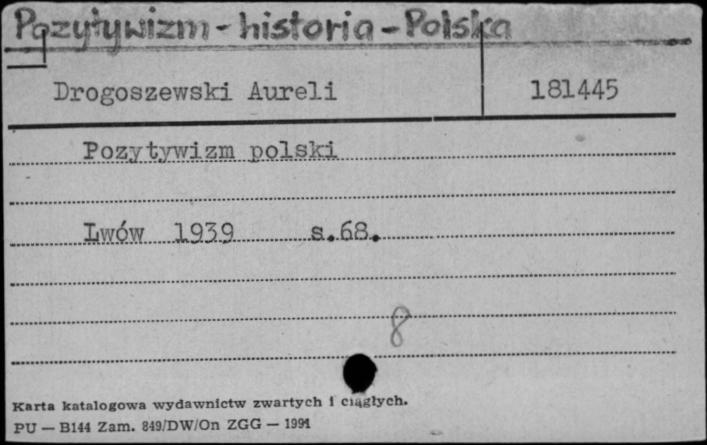 Pozytywizm - historia - Polska
Drogoszewski Aureli 181445
Pozytywizm polski
Lwów 1939 s.68.
8
Karta katalogowa wydawnictw zwartych i ciągłych.
PU — B144 Zam. 849/DW/On ZGG — 1991